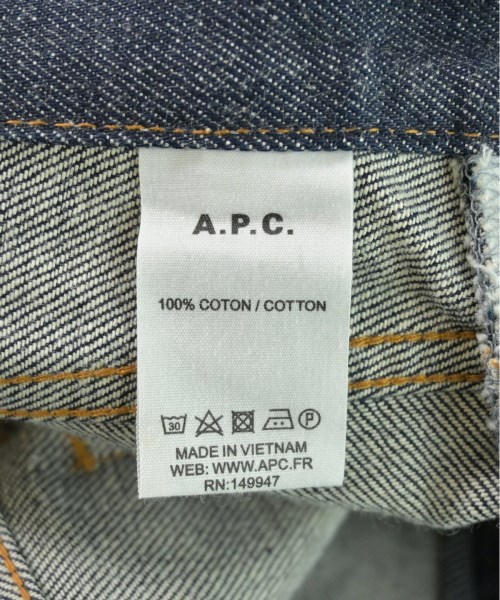 A.P.C.
100% COTON / COTTON
30 P
MADE IN VIETNAM
WEB: WWW.APC.FR
RN:149947